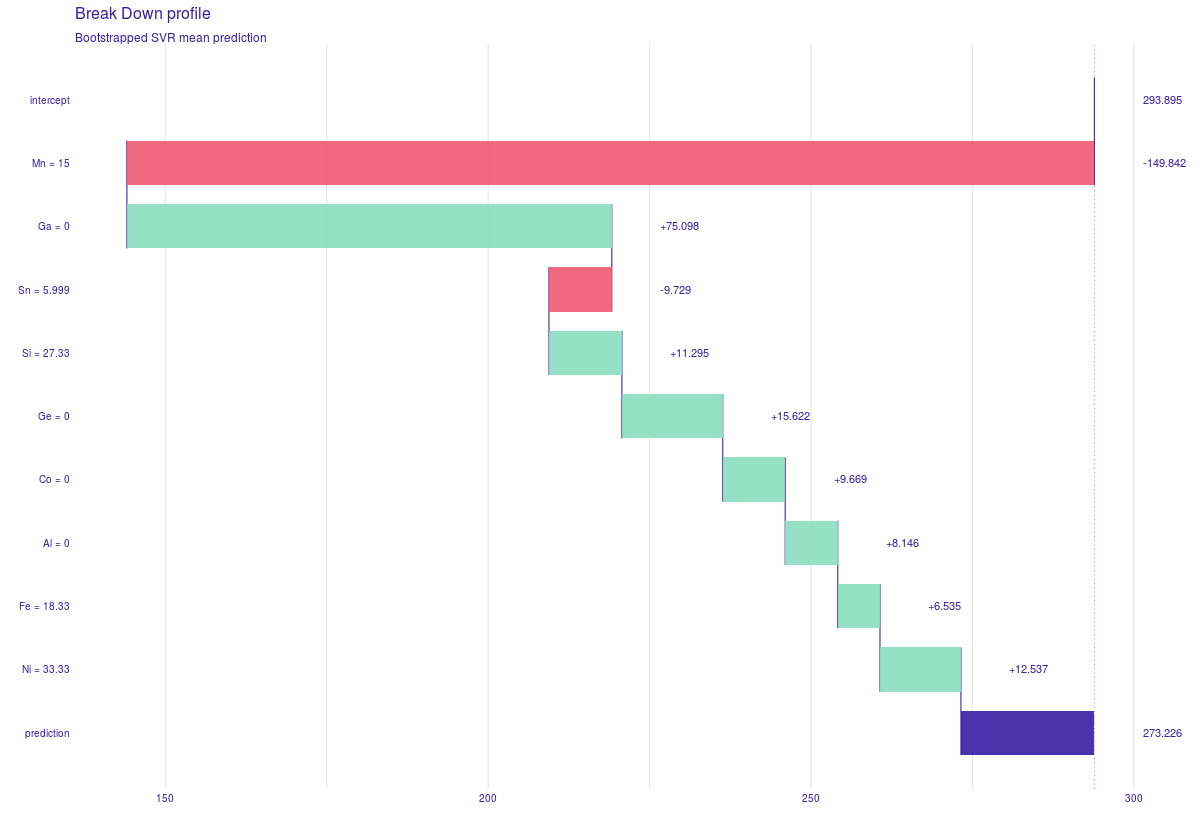 Break Down profile
Bootstrapped SVR mean prediction
intercept 293.895
Mn = 15 -149.842
Ga = 0 +75.098
Sn = 5.999 -9.729
Si = 27.33 +11.295
Ge = 0 +15.622
Co = 0 +9.669
Al = 0 +8.146
Fe = 18.33 +6.535
Ni = 33.33 +12.537
prediction 273.226
150 200 250 300